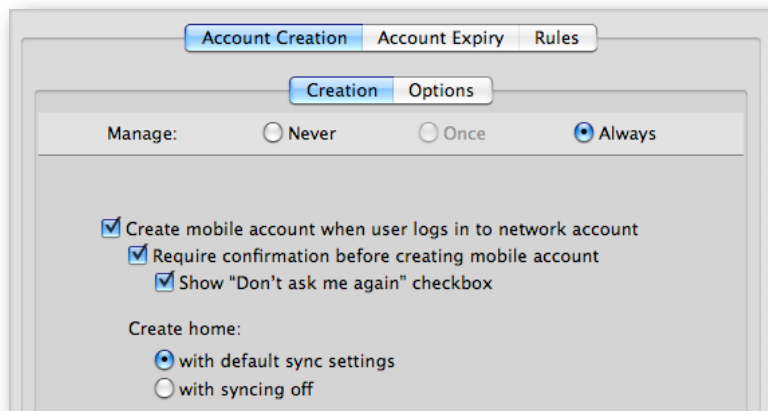 Account Creation Account Expiry Rules
Creation Options
Manage: Never Once Always
Create mobile account when user logs in to network account
Require confirmation before creating mobile account
Show “Don’t ask me again” checkbox
Create home:
with default sync settings
with syncing off